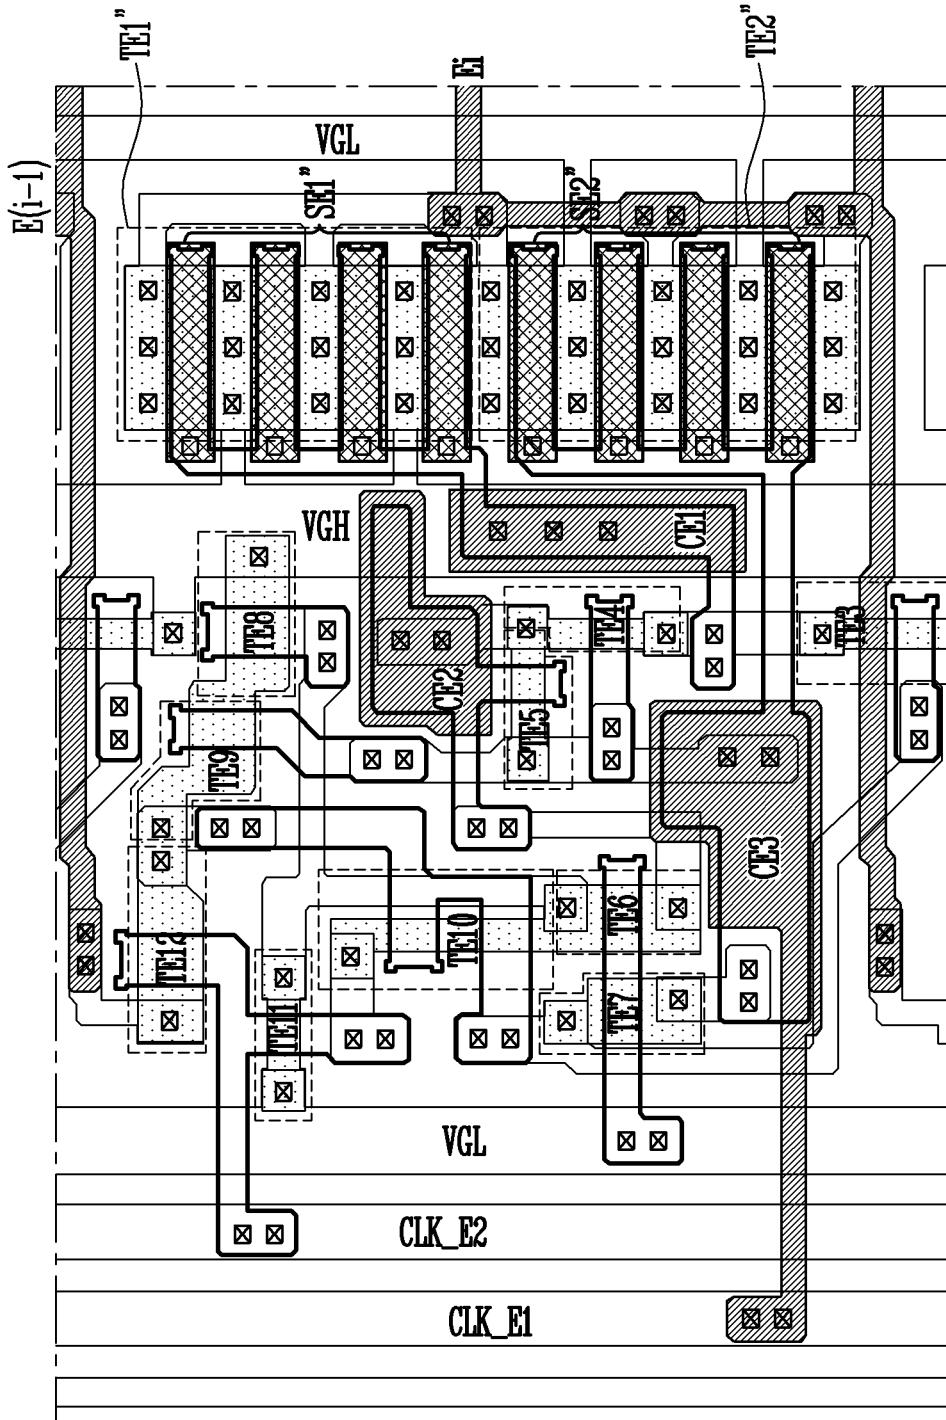 TE1"
TE2"
Ei
VGL
E(i-1)
SE1"
SE2"
VGH
CE1
TE8
TE4
TE3
CE2
TE5
TE9
CE3
TE6
TE10
TE12
TE7
TE11
VGL
CLK_E2
CLK_E1